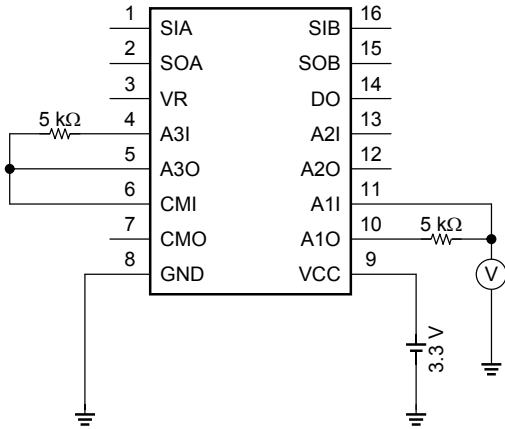 1 SIA SIB 16
2 SOA SOB 15
3 VR DO 14
5 kΩ 4 A3I A2I 13
5 A3O A2O 12
6 CMI A1I 11
7 CMO A1O 10 5 kΩ
8 GND VCC 9
V
3.3 V